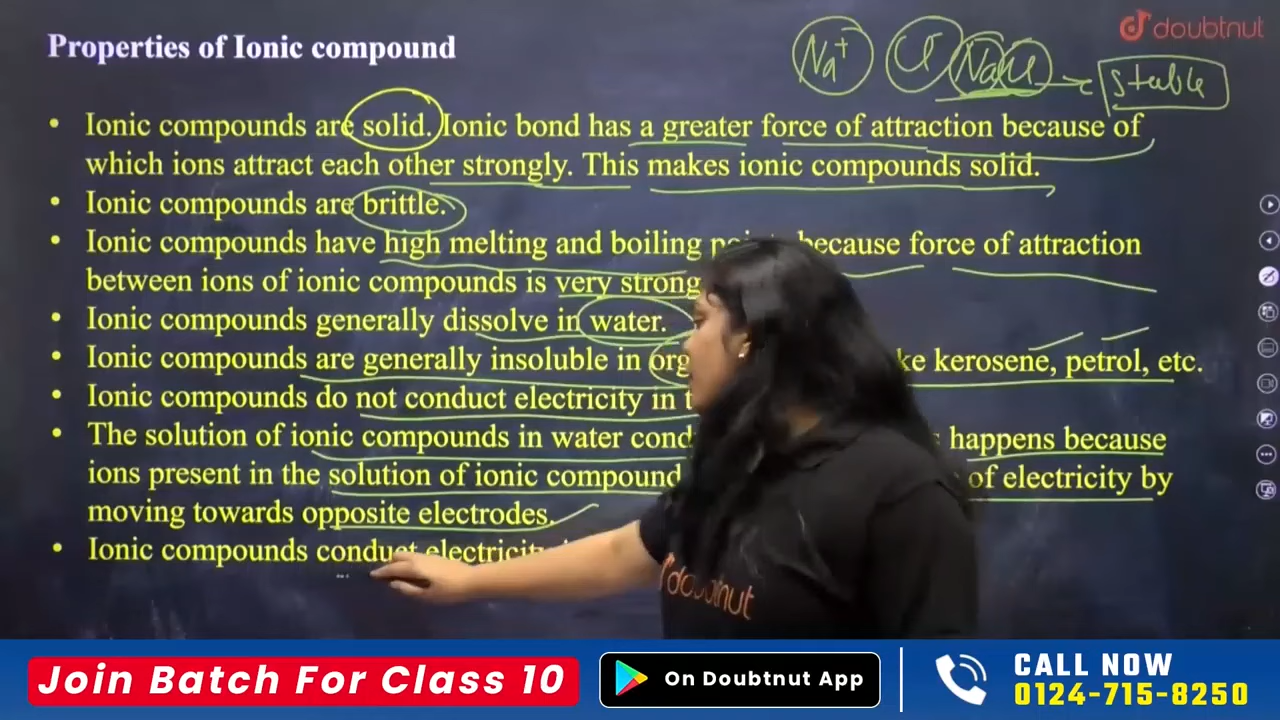 Properties of Ionic compound
Na⁺ Cl NaCl → stable
doubtnut
• Ionic compounds are solid. Ionic bond has a greater force of attraction because of
which ions attract each other strongly. This makes ionic compounds solid.
• Ionic compounds are brittle.
• Ionic compounds have high melting and boiling because force of attraction
between ions of ionic compounds is very strong
• Ionic compounds generally dissolve in water.
• Ionic compounds are generally insoluble in kerosene, petrol, etc.
• Ionic compounds do not conduct electricity in
• The solution of ionic compounds in water happens because
ions present in the solution of ionic compound of electricity by
moving towards opposite electrodes.
• Ionic compounds conduct electricity
doubtnut
Join Batch For Class 10
On Doubtnut App
CALL NOW
0124-715-8250